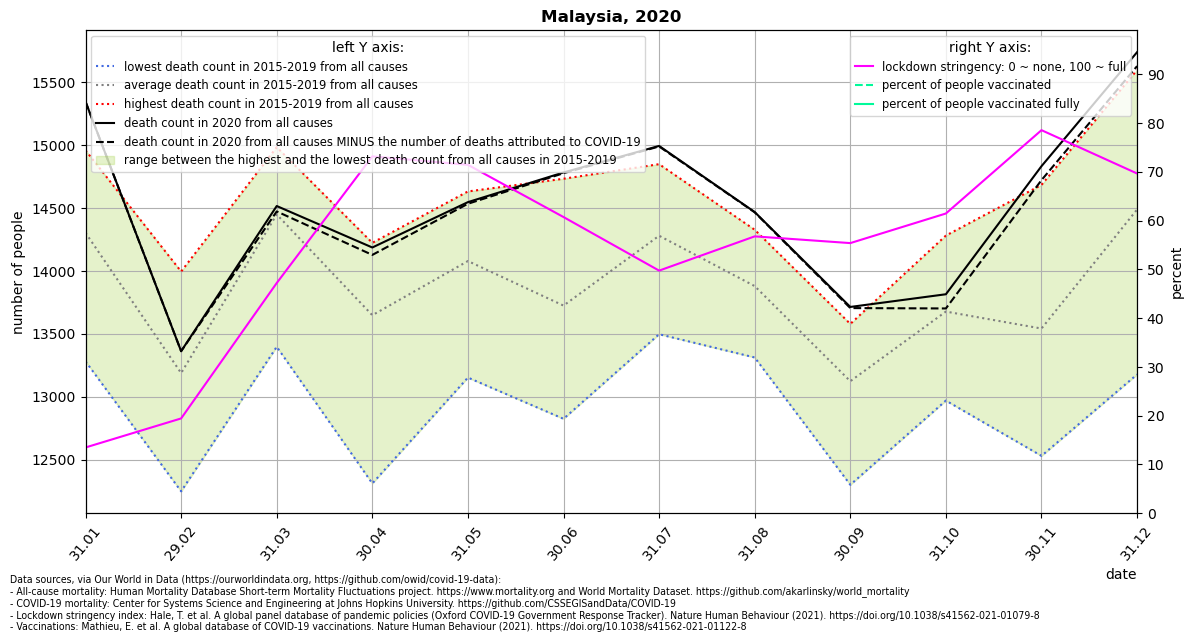 Malaysia, 2020
left Y axis:
lowest death count in 2015-2019 from all causes
average death count in 2015-2019 from all causes
highest death count in 2015-2019 from all causes
death count in 2020 from all causes
death count in 2020 from all causes MINUS the number of deaths attributed to COVID-19
range between the highest and the lowest death count from all causes in 2015-2019
right Y axis:
lockdown stringency: 0 ~ none, 100 ~ full
percent of people vaccinated
percent of people vaccinated fully
number of people
15500
15000
14500
14000
13500
13000
12500
percent
90
80
70
60
50
40
30
20
10
0
31.01
29.02
31.03
30.04
31.05
30.06
31.07
31.08
30.09
31.10
30.11
31.12
date
Data sources, via Our World in Data (https://ourworldindata.org, https://github.com/owid/covid-19-data):
- All-cause mortality: Human Mortality Database Short-term Mortality Fluctuations project. https://www.mortality.org and World Mortality Dataset. https://github.com/akarlinsky/world_mortality
- COVID-19 mortality: Center for Systems Science and Engineering at Johns Hopkins University. https://github.com/CSSEGISandData/COVID-19
- Lockdown stringency index: Hale, T. et al. A global panel database of pandemic policies (Oxford COVID-19 Government Response Tracker). Nature Human Behaviour (2021). https://doi.org/10.1038/s41562-021-01079-8
- Vaccinations: Mathieu, E. et al. A global database of COVID-19 vaccinations. Nature Human Behaviour (2021). https://doi.org/10.1038/s41562-021-01122-8